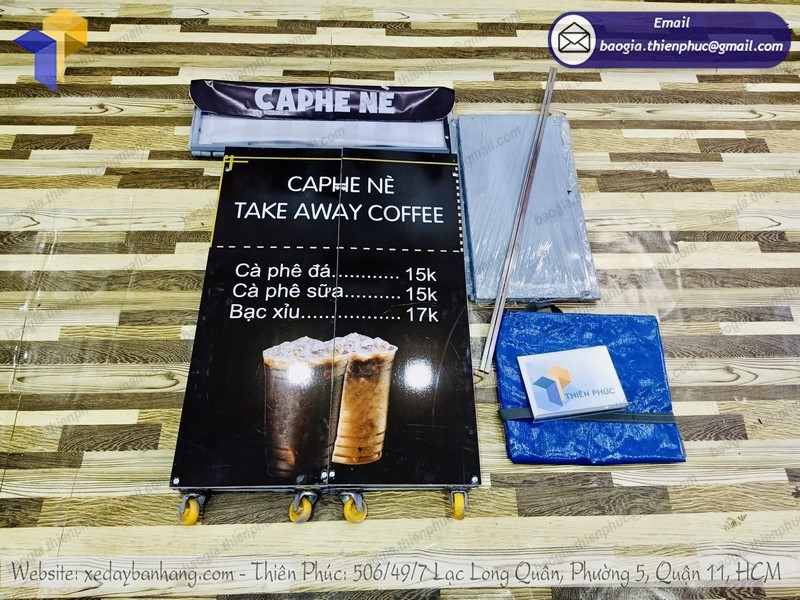 Email
baogia.thienphuc@gmail.com
CAPHE NÈ
CAPHE NÈ
TAKE AWAY COFFEE
Cà phê đá............ 15k
Cà phê sữa.......... 15k
Bạc xỉu.................. 17k
THIÊN PHÚC
Website: xedaybanhang.com - Thiên Phúc: 506/49/7 Lạc Long Quân, Phường 5, Quận 11, HCM